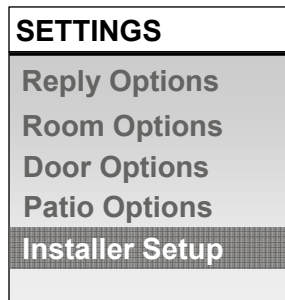 SETTINGS
Reply Options
Room Options
Door Options
Patio Options
Installer Setup